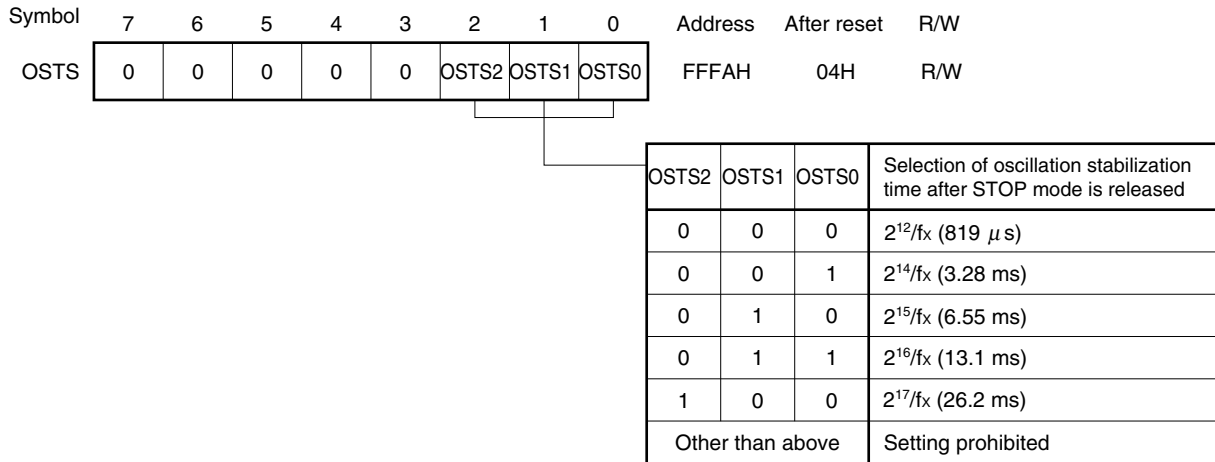 Symbol 7 6 5 4 3 2 1 0 Address After reset R/W
OSTS 0 0 0 0 0 OSTS2 OSTS1 OSTS0 FFFAH 04H R/W
OSTS2 OSTS1 OSTS0 Selection of oscillation stabilization
time after STOP mode is released
0 0 0 2¹²/fx (819 μs)
0 0 1 2¹⁴/fx (3.28 ms)
0 1 0 2¹⁵/fx (6.55 ms)
0 1 1 2¹⁶/fx (13.1 ms)
1 0 0 2¹⁷/fx (26.2 ms)
Other than above Setting prohibited